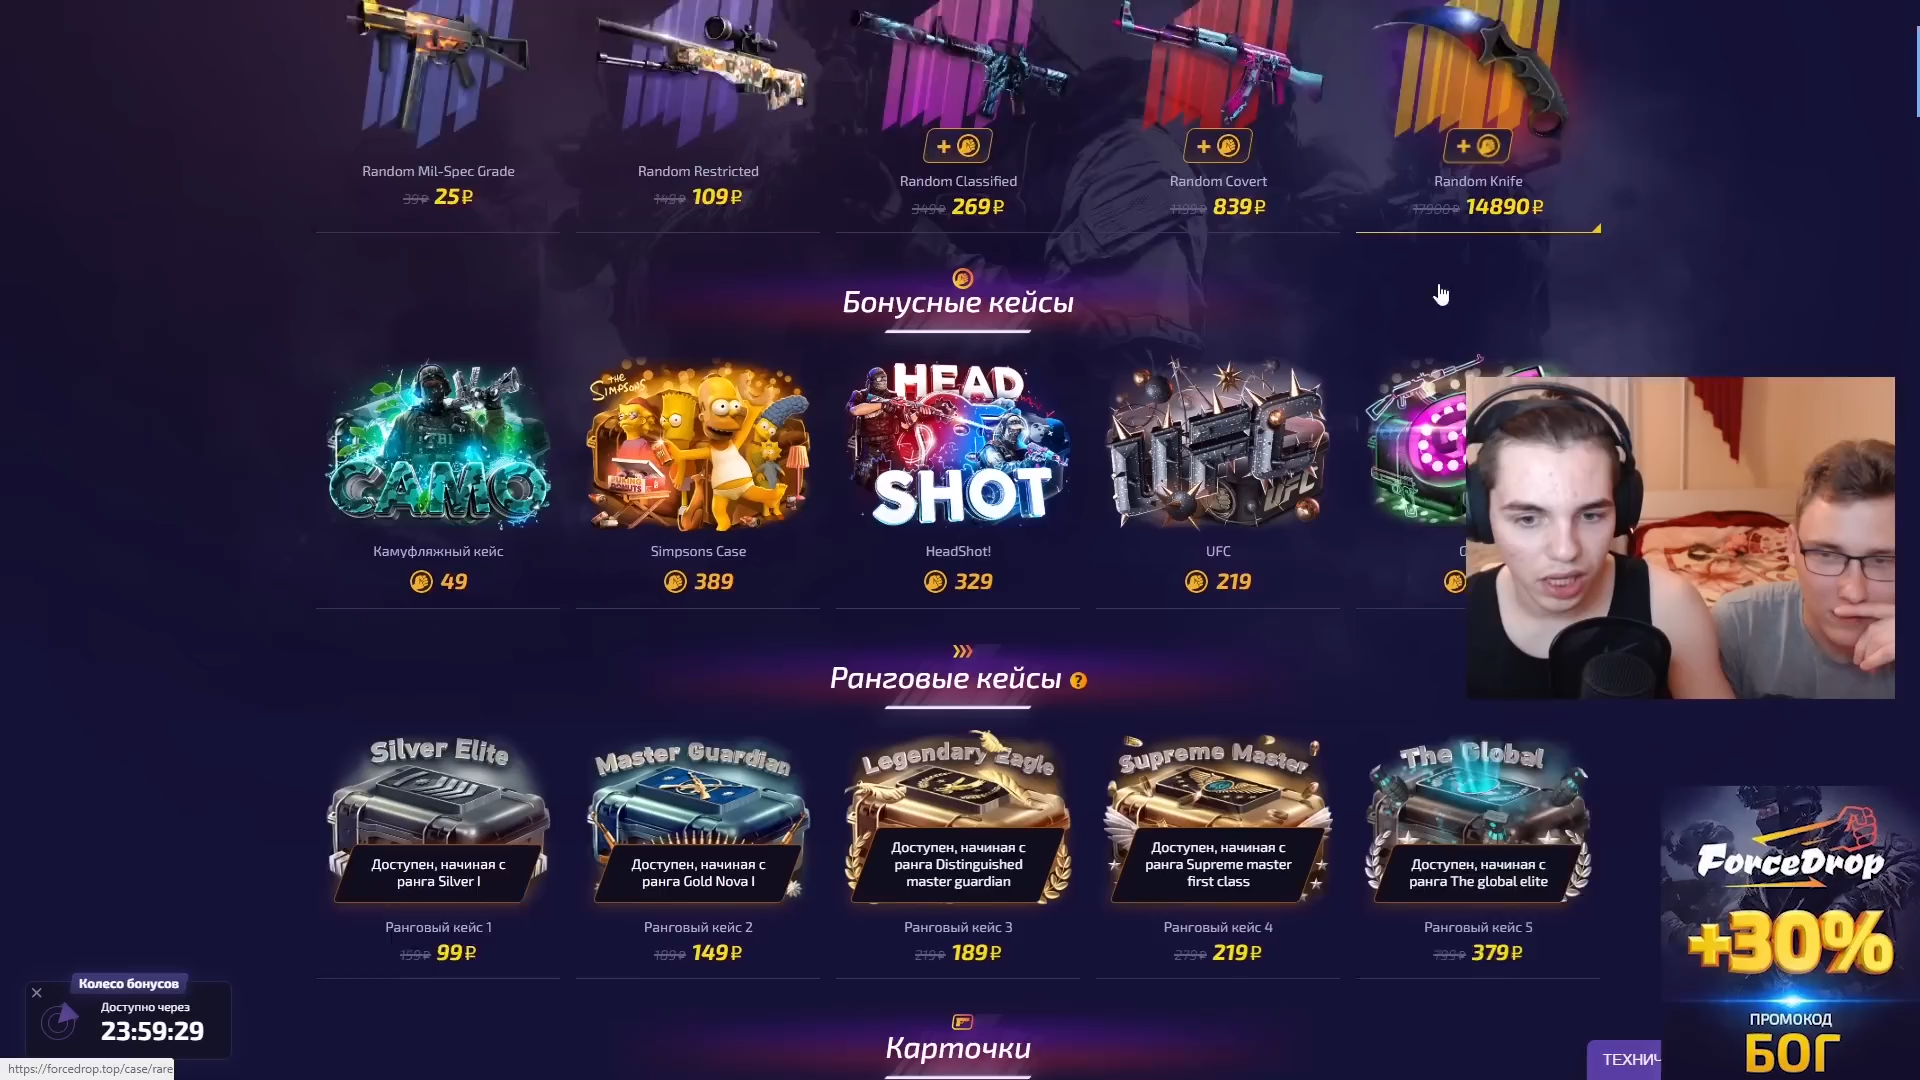 Random Mil-Spec Grade
39₽ 25₽
Random Restricted
149₽ 109₽
Random Classified
349₽ 269₽
Random Covert
1199₽ 839₽
Random Knife
17900₽ 14890₽
Бонусные кейсы
CAMO
Камуфляжный кейс
49
THE SIMPSONS
Simpsons Case
389
HEAD
SHOT
HeadShot!
329
UFC
UFC
UFC
219
Ранговые кейсы ?
Silver Elite
Доступен, начиная с
ранга Silver I
Ранговый кейс 1
159₽ 99₽
Master Guardian
Доступен, начиная с
ранга Gold Nova I
Ранговый кейс 2
189₽ 149₽
Legendary Eagle
Доступен, начиная с
ранга Distinguished
master guardian
Ранговый кейс 3
219₽ 189₽
Supreme Master
Доступен, начиная с
ранга Supreme master
first class
Ранговый кейс 4
279₽ 219₽
The Global
Доступен, начиная с
ранга The global elite
Ранговый кейс 5
799₽ 379₽
Карточки
Колесо бонусов
Доступно через
23:59:29
https://forcedrop.top/case/rare
ForceDrop
+30%
ПРОМОКОД
БОГ
ТЕХНИЧ